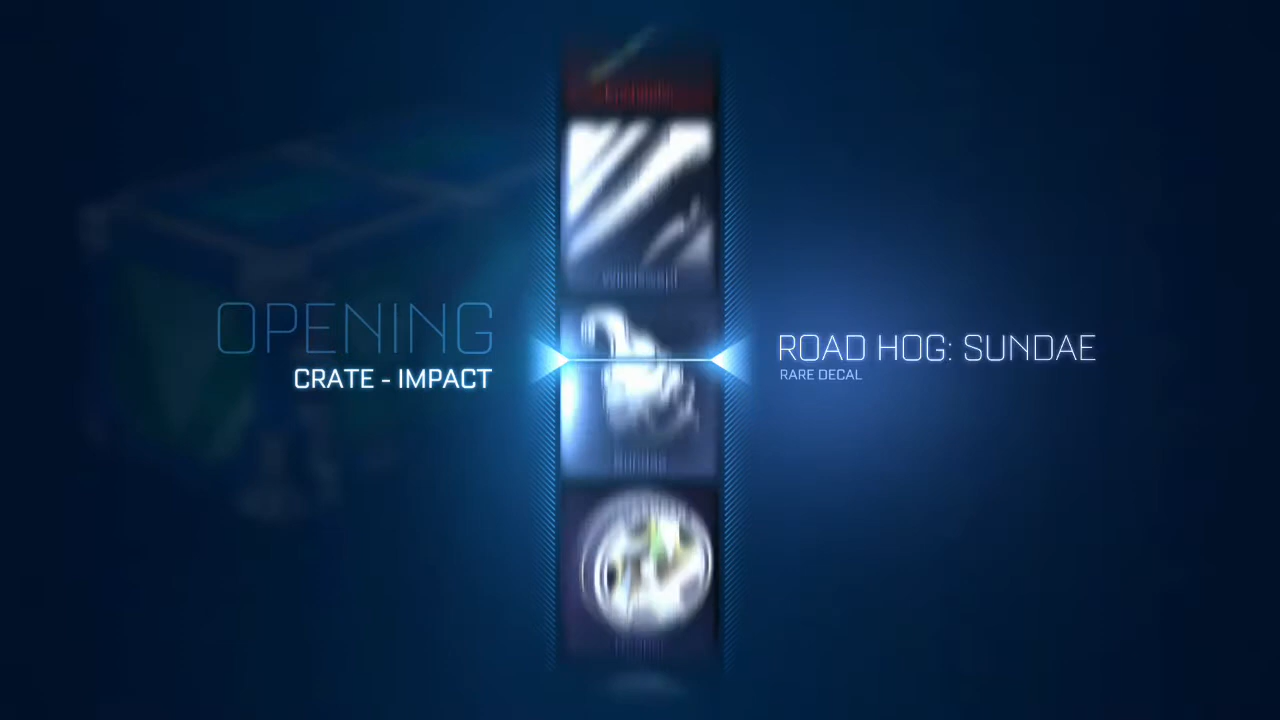 OPENING
CRATE - IMPACT
ROAD HOG: SUNDAE
RARE DECAL